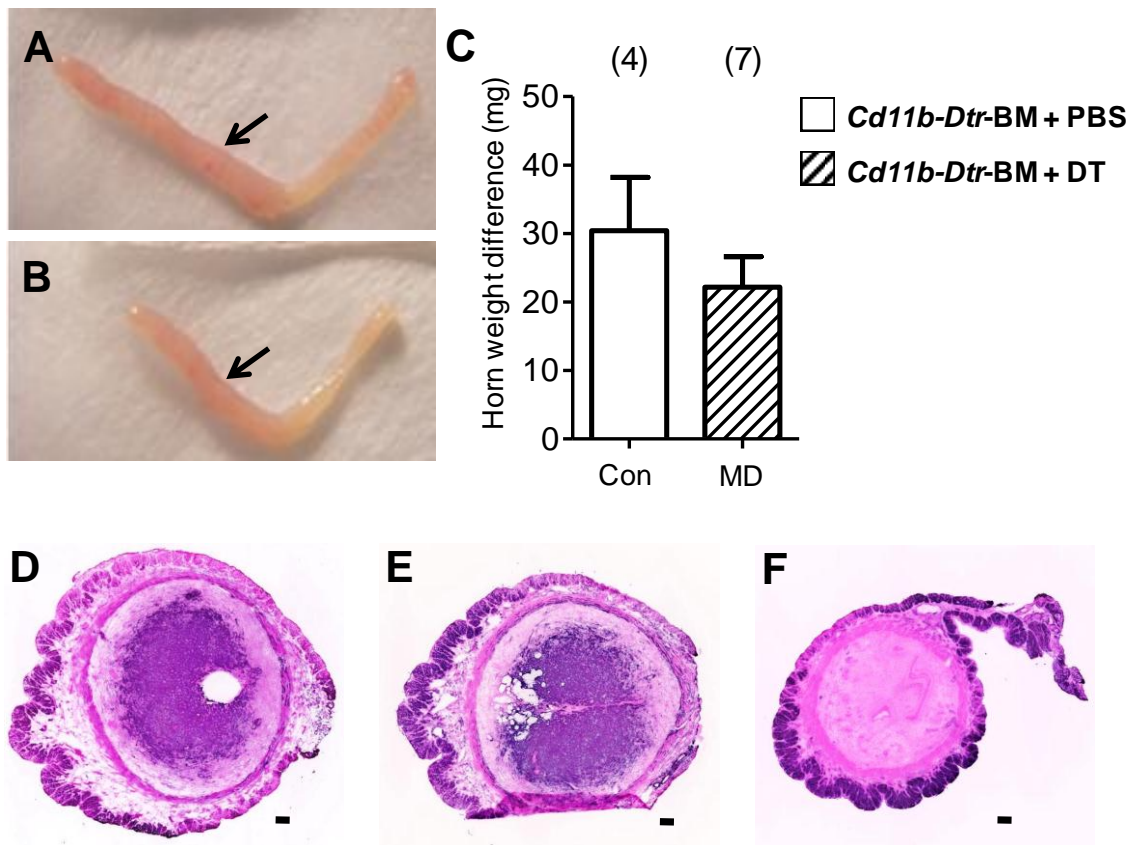 A
B
C
(4)
(7)
Horn weight difference (mg)
50
40
30
20
10
0
Con
MD
Cd11b-Dtr-BM + PBS
Cd11b-Dtr-BM + DT
D
E
F